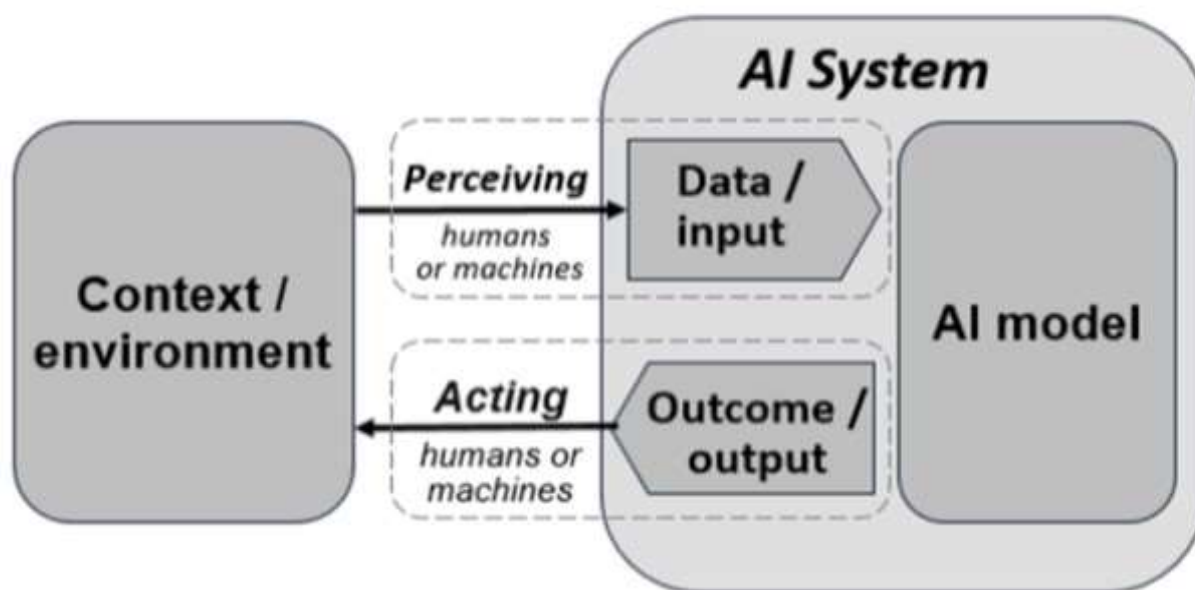 AI System
Perceiving
humans
or machines
Data /
input
Context /
environment
AI model
Acting
humans or
machines
Outcome /
output